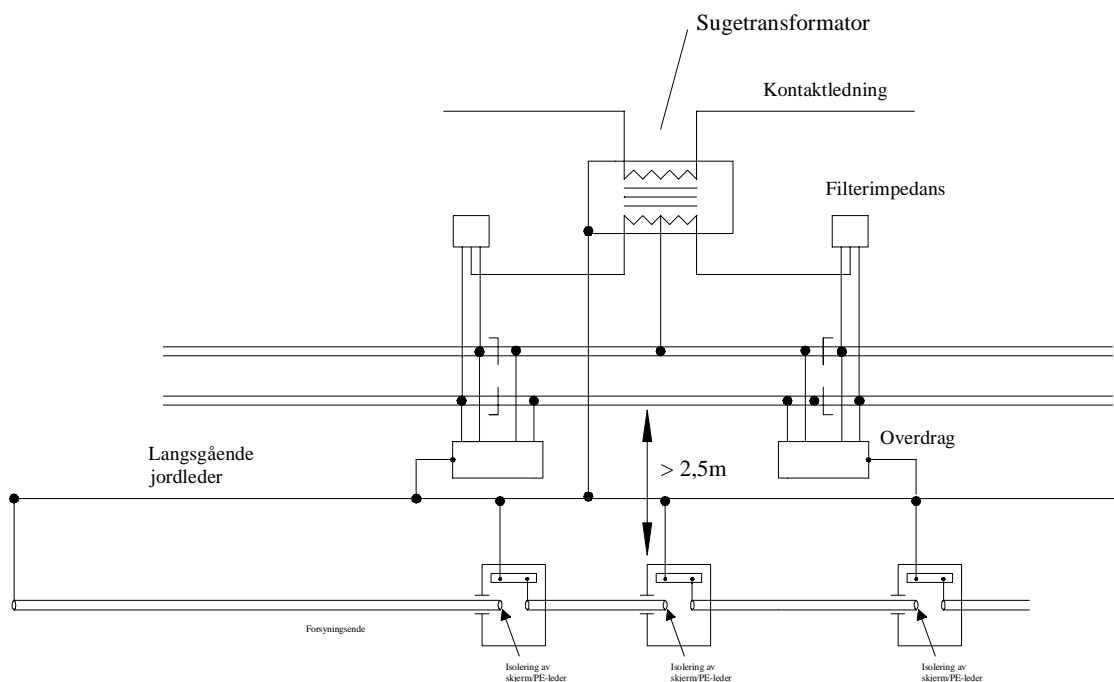 Sugetransformator
Kontaktledning
Filterimpedans
Overdrag
Langsgående
jordleder
> 2,5m
Forsyningsende
Isolering av
skjerm/PE-leder
Isolering av
skjerm/PE-leder
Isolering av
skjerm/PE-leder